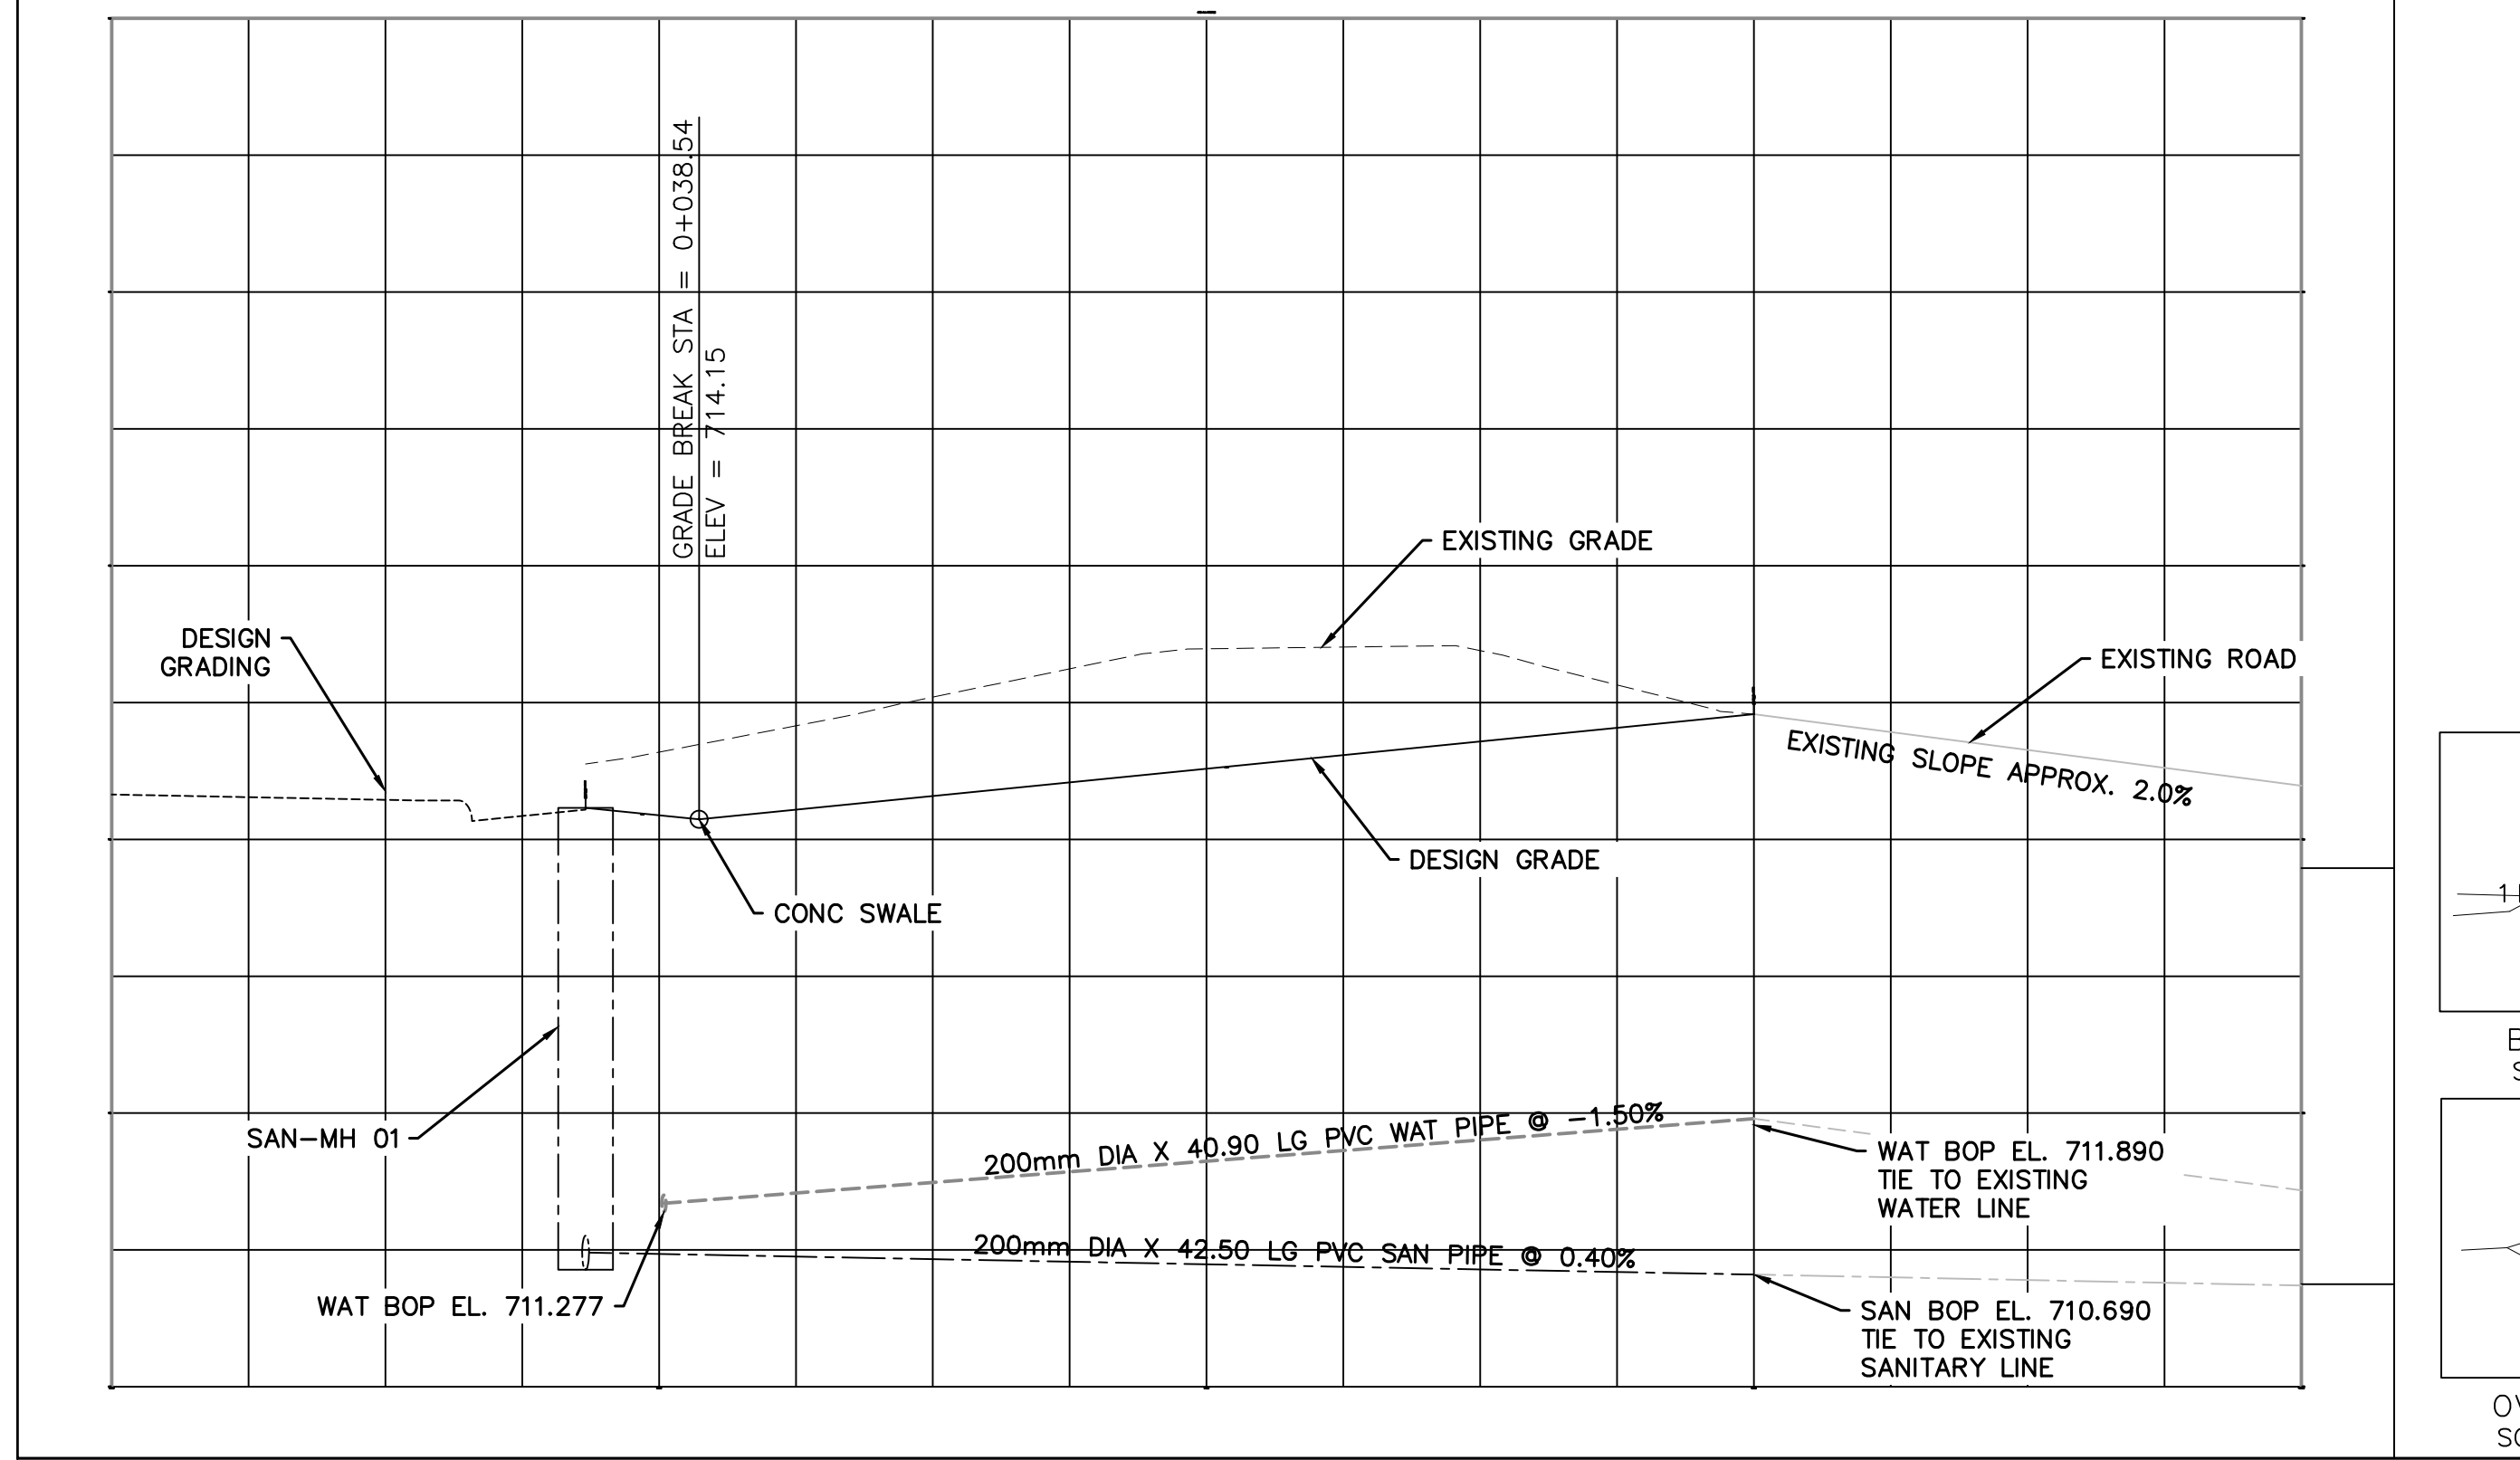 GRADE BREAK STA = 0+038.54
ELEV = 714.15
EXISTING GRADE
DESIGN
GRADING
EXISTING ROAD
EXISTING SLOPE APPROX. 2.0%
DESIGN GRADE
CONC SWALE
SAN-MH 01
200mm DIA X 40.90 LG PVC WAT PIPE @ -1.50%
WAT BOP EL. 711.890
TIE TO EXISTING
WATER LINE
200mm DIA X 42.50 LG PVC SAN PIPE @ 0.40%
WAT BOP EL. 711.277
SAN BOP EL. 710.690
TIE TO EXISTING
SANITARY LINE